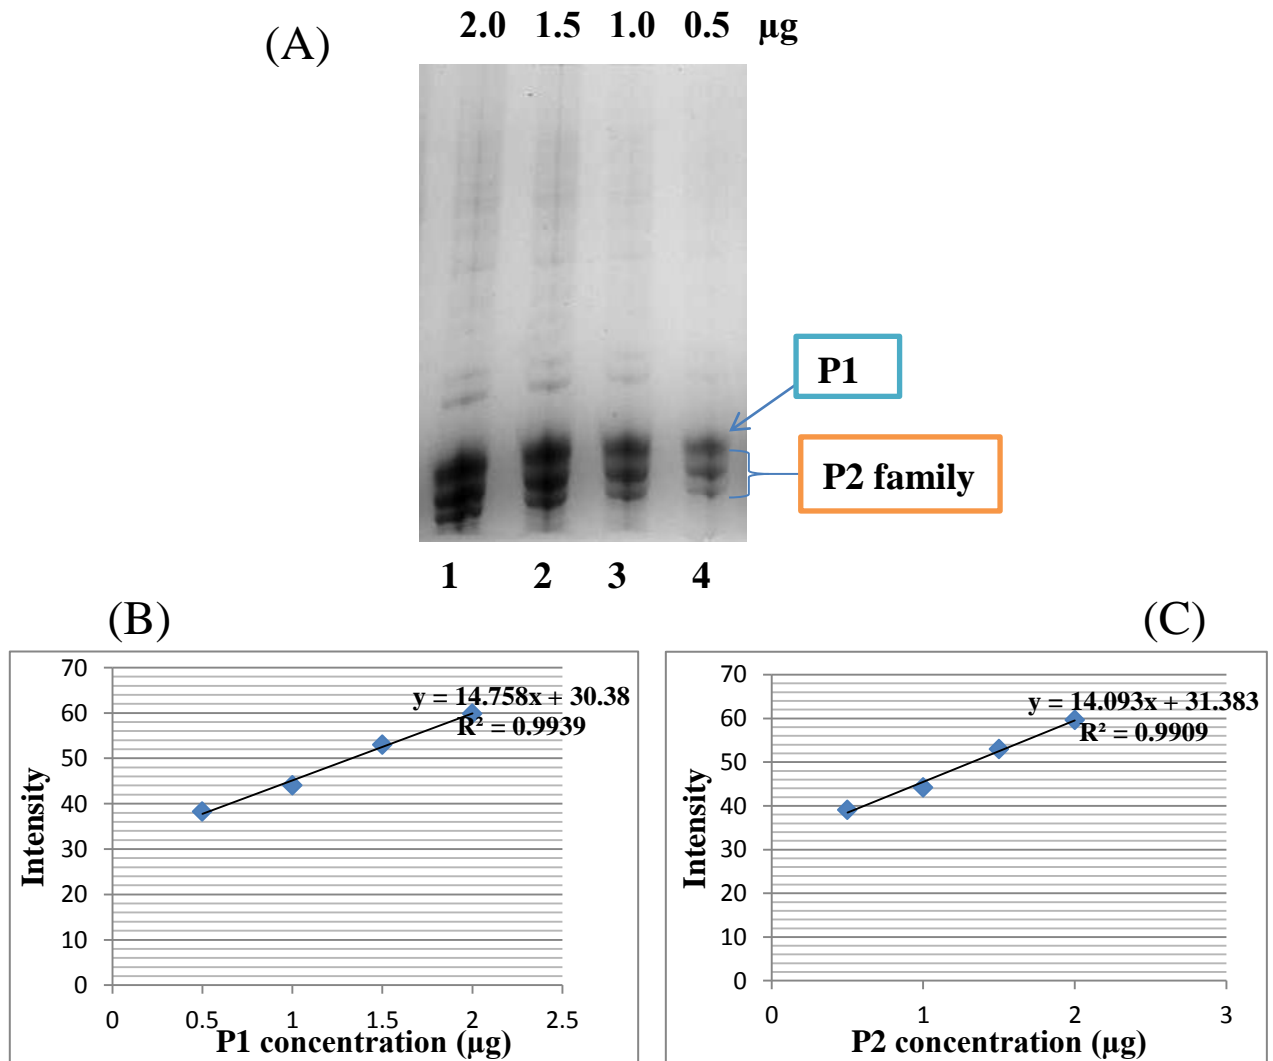 (A)
2.0 1.5 1.0 0.5 µg
P1
P2 family
1 2 3 4
(B)
(C)
70
60
50
40
30
20
10
0
Intensity
y = 14.758x + 30.38
R² = 0.9939
0 0.5 1 1.5 2 2.5
P1 concentration (µg)
70
60
50
40
30
20
10
0
Intensity
y = 14.093x + 31.383
R² = 0.9909
0 1 2 3
P2 concentration (µg)